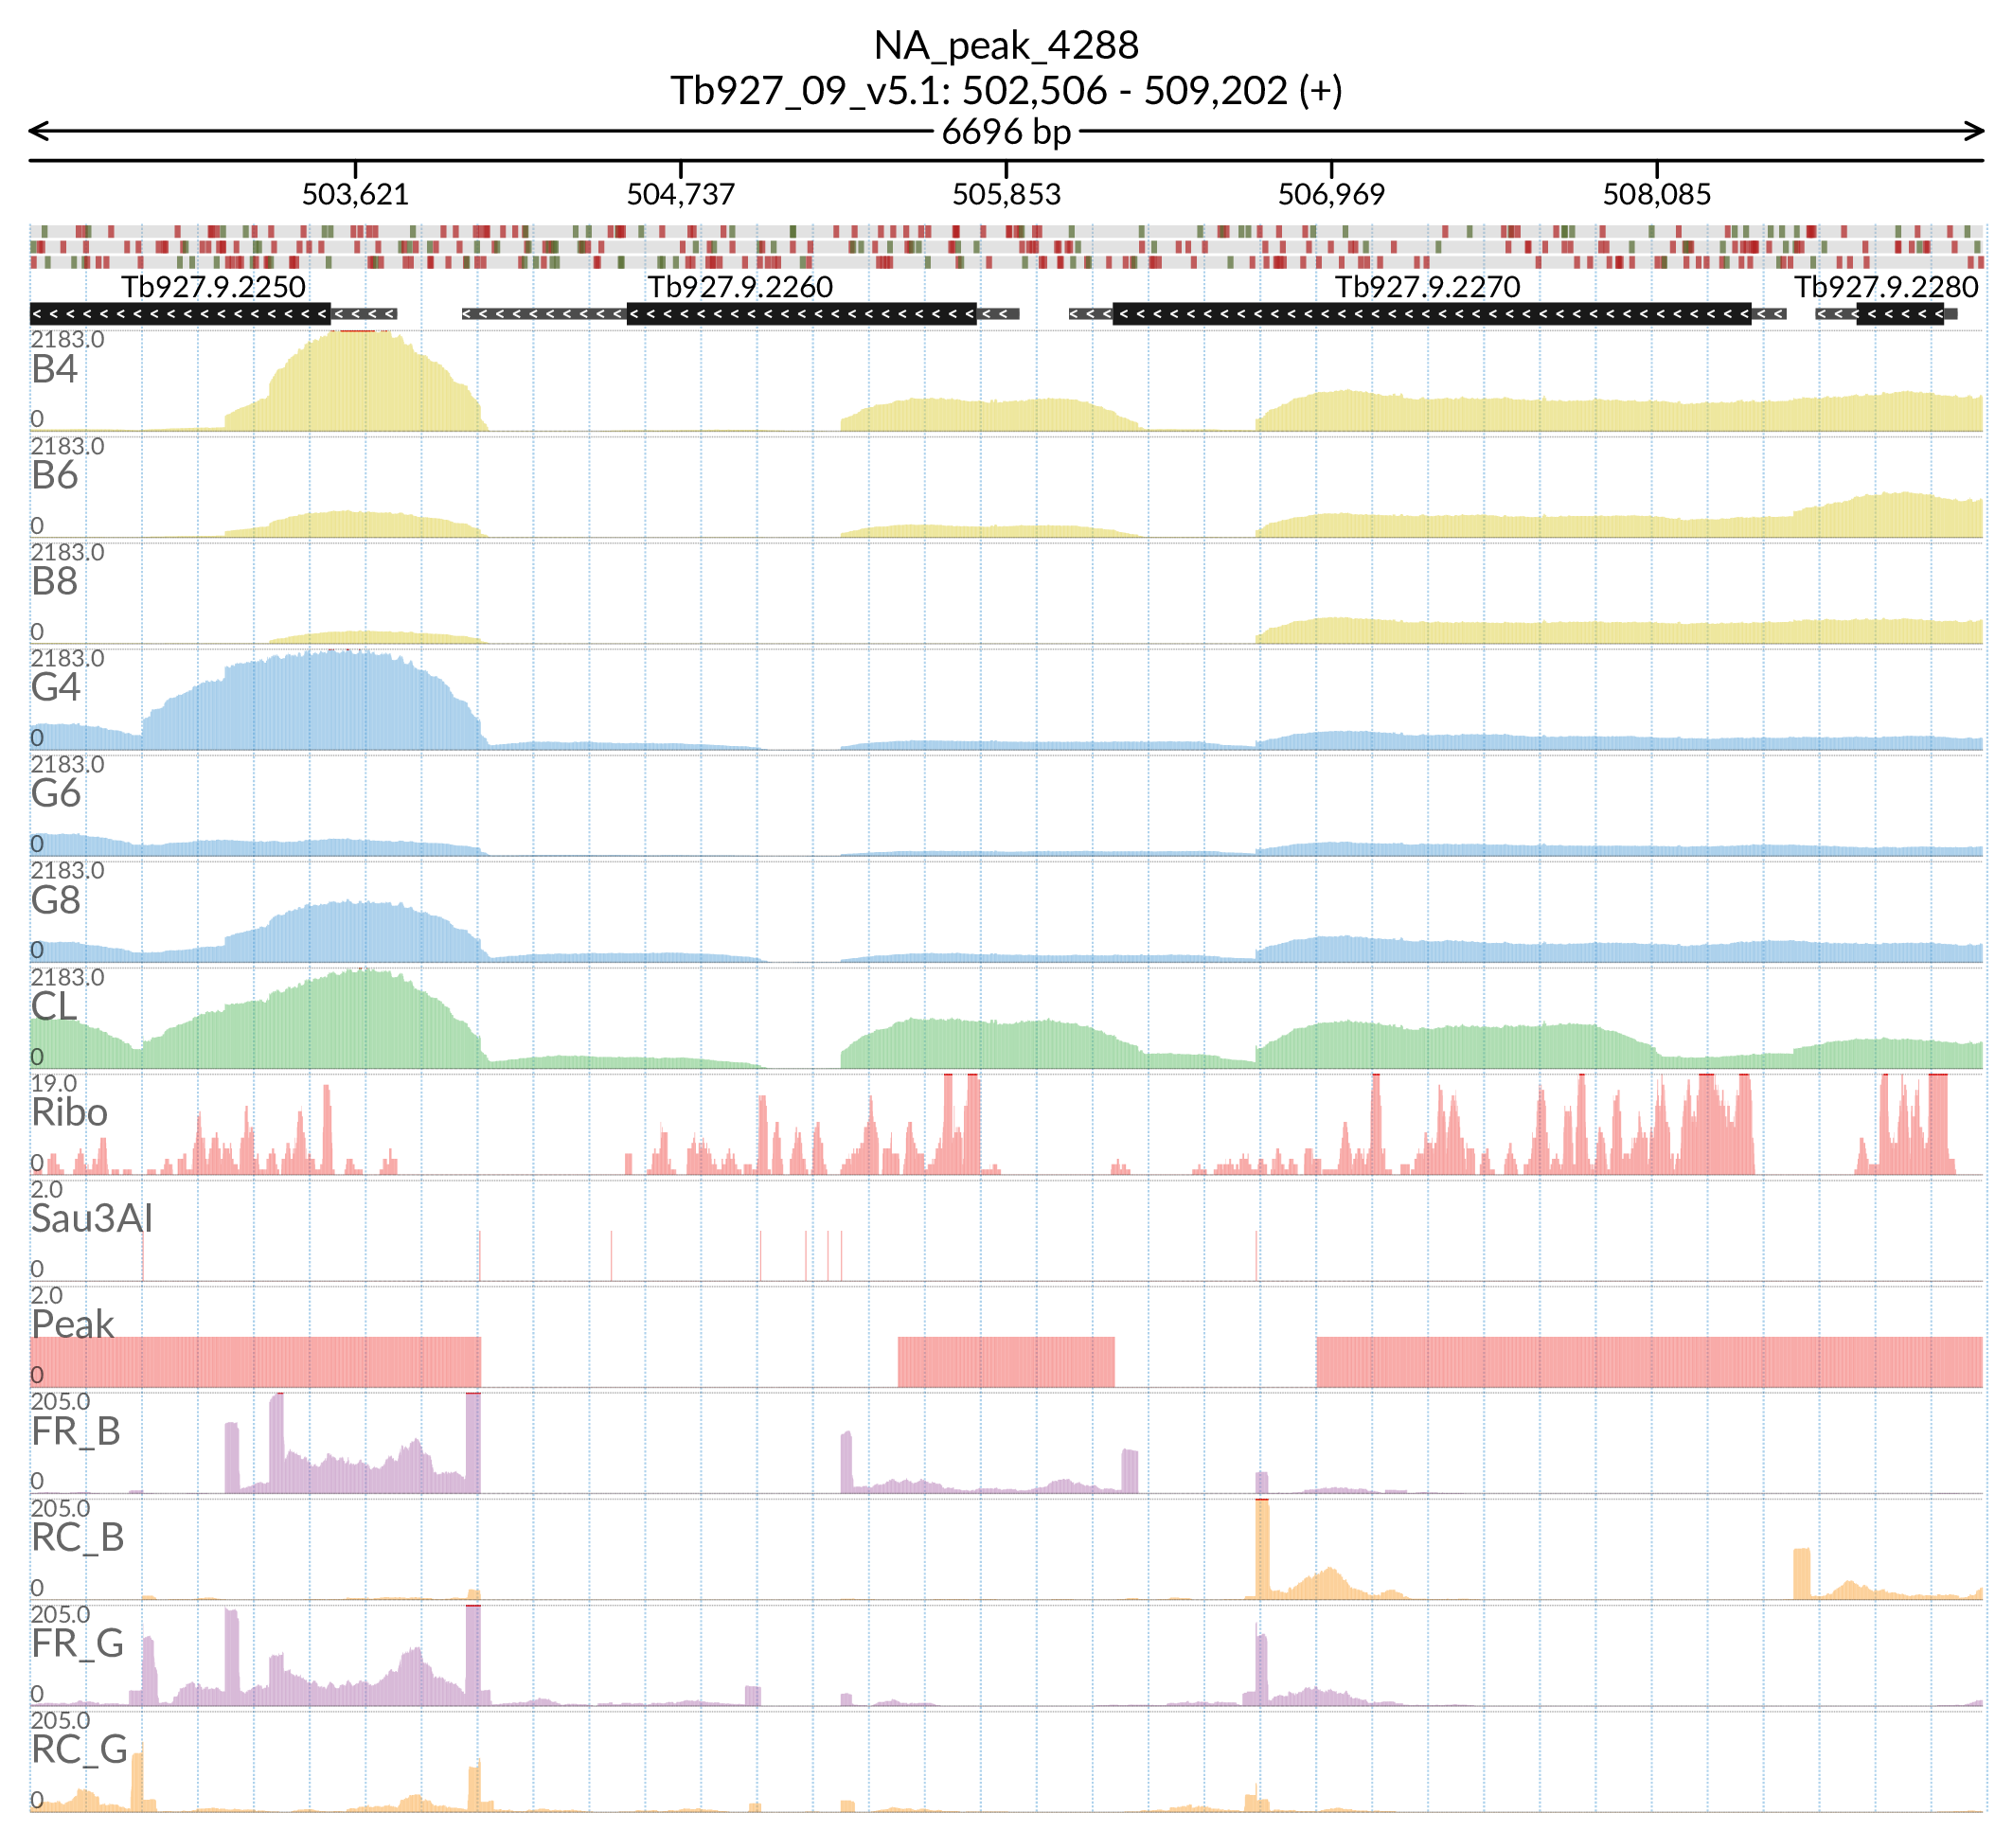 NA_peak_4288
Tb927_09_v5.1: 502,506 - 509,202 (+)
6696 bp
503,621 504,737 505,853 506,969 508,085
Tb927.9.2250 Tb927.9.2260 Tb927.9.2270 Tb927.9.2280
2183.0
B4
0
2183.0
B6
0
2183.0
B8
0
2183.0
G4
0
2183.0
G6
0
2183.0
G8
0
2183.0
CL
0
19.0
Ribo
0
2.0
Sau3AI
0
2.0
Peak
0
205.0
FR_B
0
205.0
RC_B
0
205.0
FR_G
0
205.0
RC_G
0